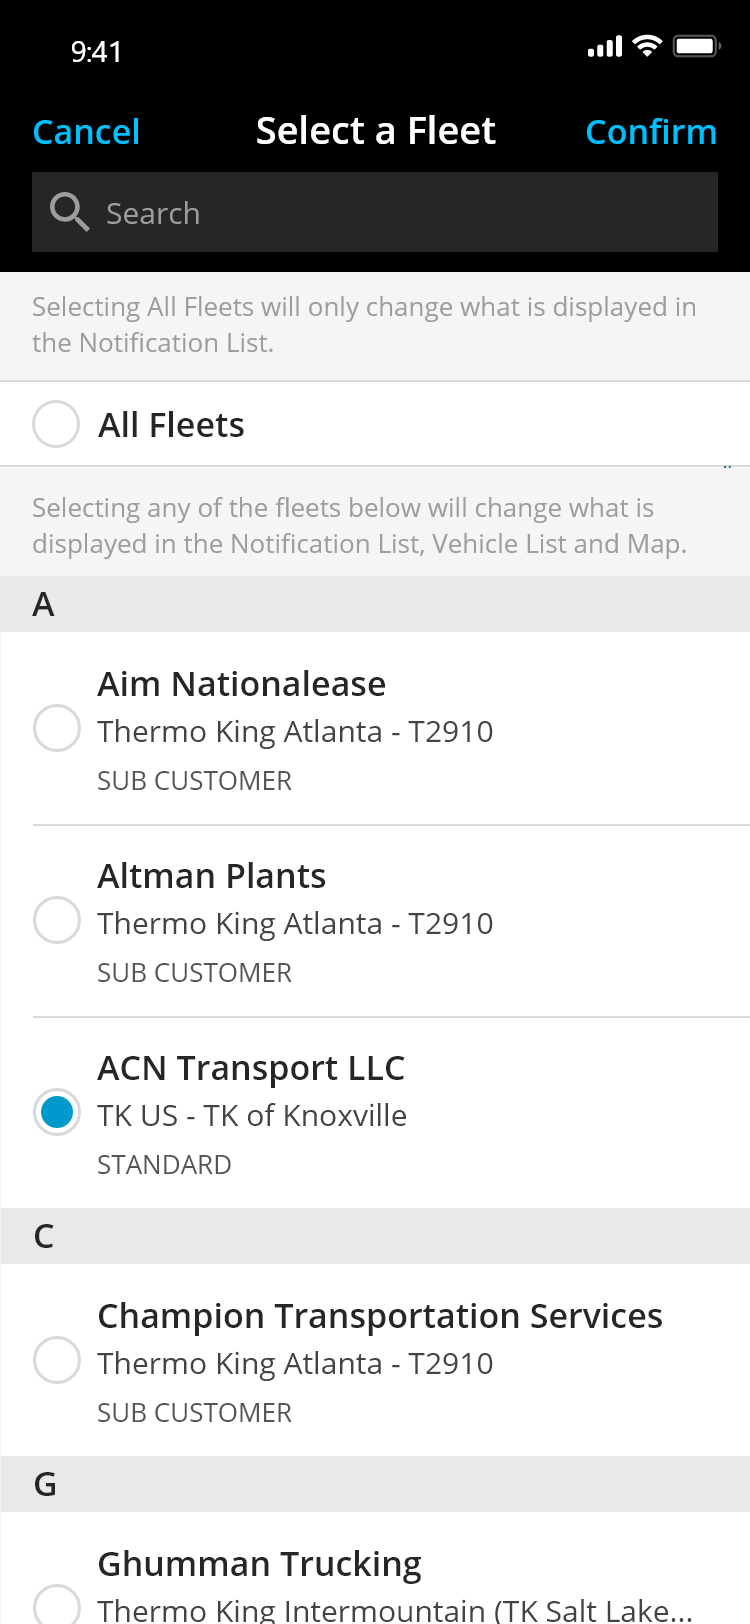 9:41
Cancel
Select a Fleet
Confirm
Search
Selecting All Fleets will only change what is displayed in
the Notification List.
All Fleets
Selecting any of the fleets below will change what is
displayed in the Notification List, Vehicle List and Map.
A
Aim Nationalease
Thermo King Atlanta - T2910
SUB CUSTOMER
Altman Plants
Thermo King Atlanta - T2910
SUB CUSTOMER
ACN Transport LLC
TK US - TK of Knoxville
STANDARD
C
Champion Transportation Services
Thermo King Atlanta - T2910
SUB CUSTOMER
G
Ghumman Trucking
Thermo King Intermountain (TK Salt Lake...